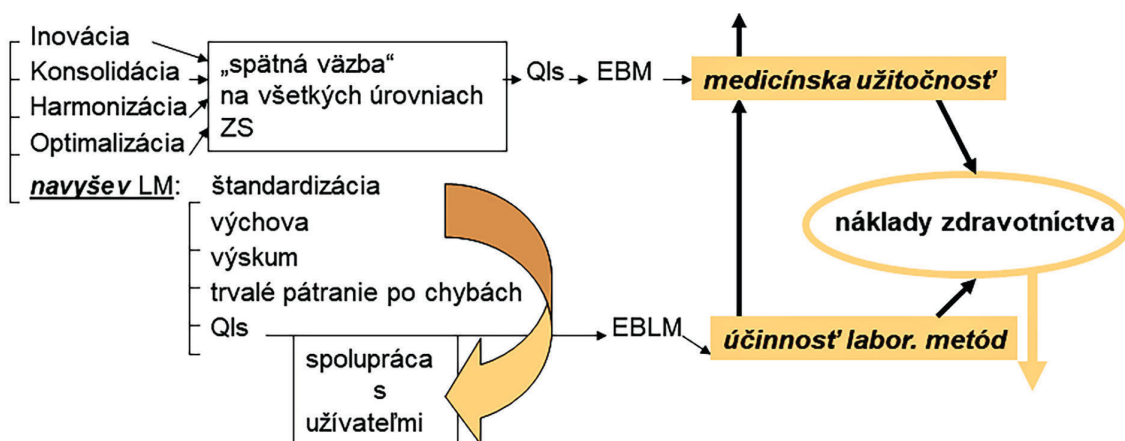 Inovácia
Konsolidácia
Harmonizácia
Optimalizácia
„spätná väzba“
na všetkých úrovniach
ZS
QIs
EBM
medicínska užitočnosť
navyšev LM:
štandardizácia
výchova
výskum
trvalé pátranie po chybách
QIs
spolupráca
s
užívateľmi
EBLM
účinnosť labor. metód
náklady zdravotníctva